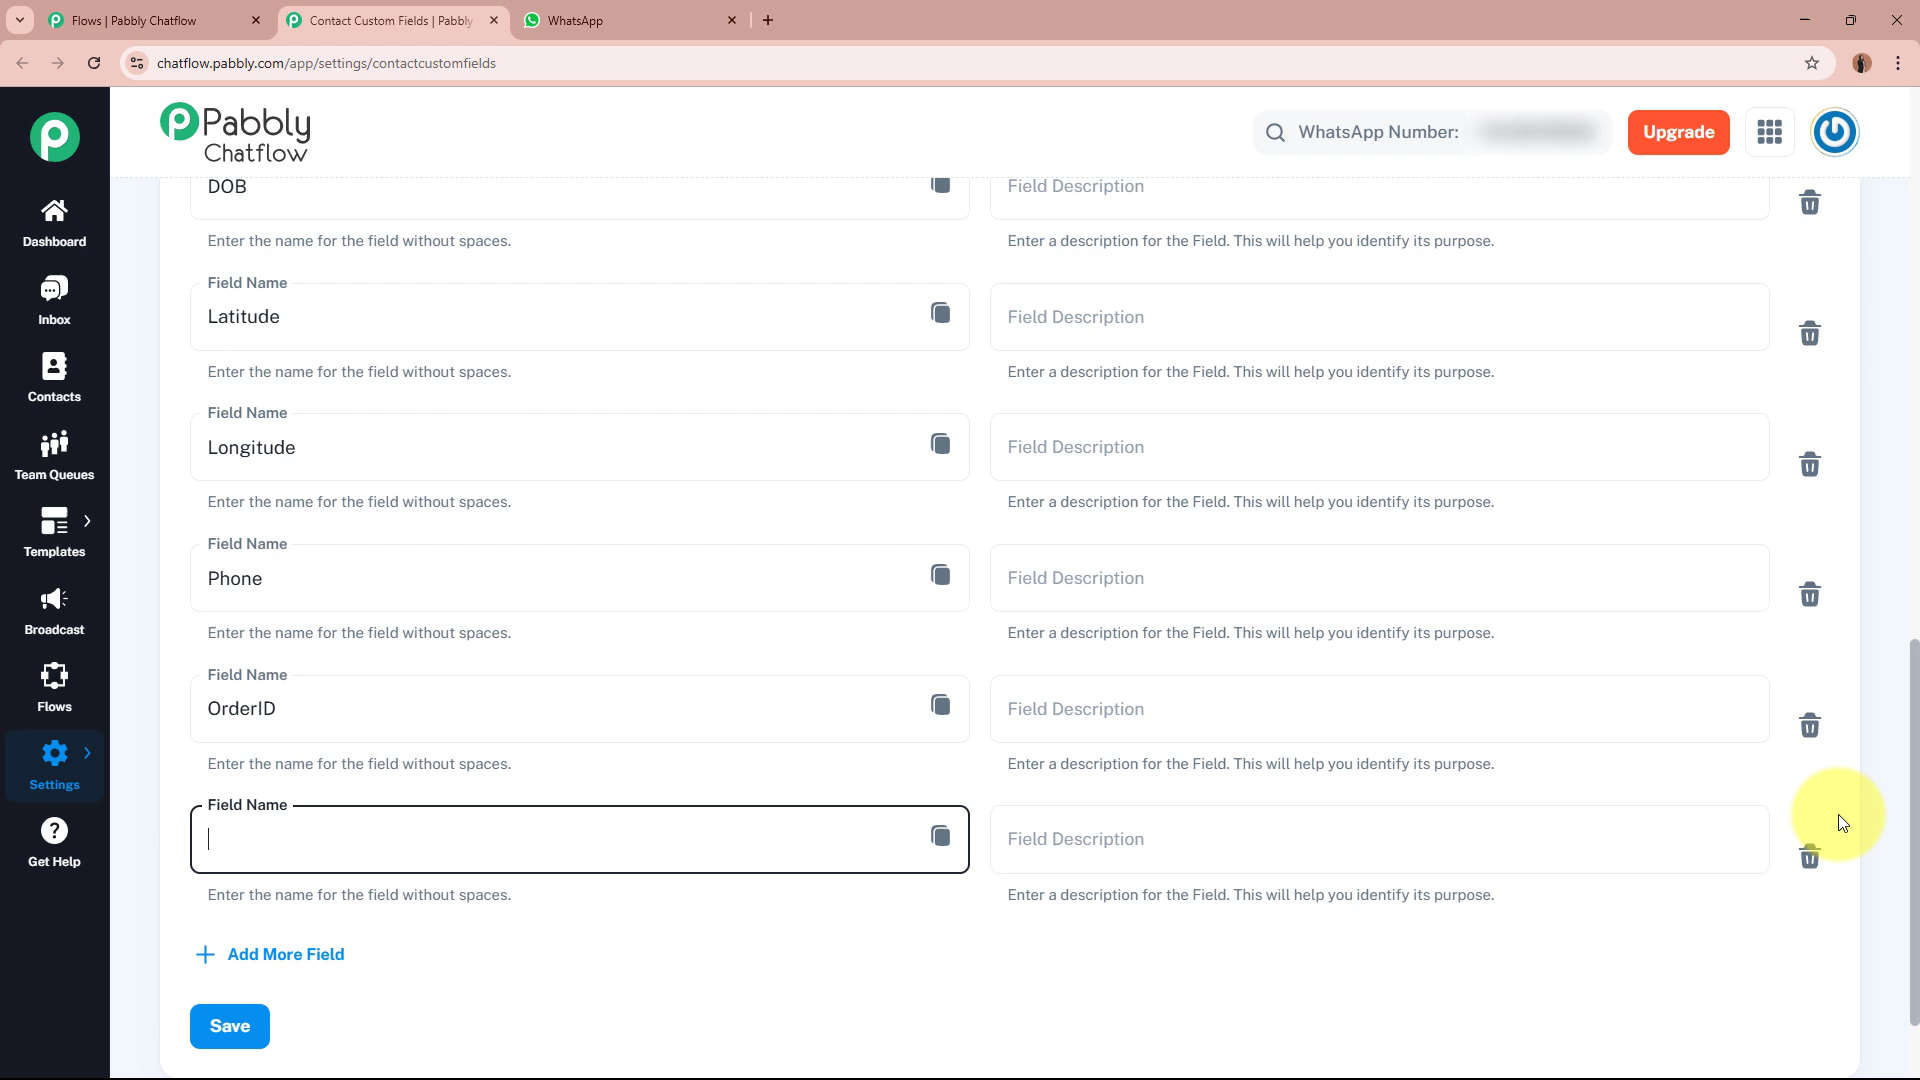 Flows | Pabbly Chatflow
Contact Custom Fields | Pabbly
WhatsApp
chatflow.pabbly.com/app/settings/contactcustomfields
Pabbly
Chatflow
WhatsApp Number:
Upgrade
Dashboard
Inbox
Contacts
Team Queues
Templates
Broadcast
Flows
Settings
Get Help
DOB
Field Description
Enter the name for the field without spaces.
Enter a description for the Field. This will help you identify its purpose.
Field Name
Latitude
Field Description
Enter the name for the field without spaces.
Enter a description for the Field. This will help you identify its purpose.
Field Name
Longitude
Field Description
Enter the name for the field without spaces.
Enter a description for the Field. This will help you identify its purpose.
Field Name
Phone
Field Description
Enter the name for the field without spaces.
Enter a description for the Field. This will help you identify its purpose.
Field Name
OrderID
Field Description
Enter the name for the field without spaces.
Enter a description for the Field. This will help you identify its purpose.
Field Name
Field Description
Enter the name for the field without spaces.
Enter a description for the Field. This will help you identify its purpose.
Add More Field
Save